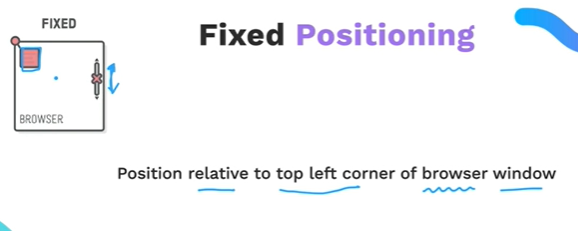 FIXED
Fixed Positioning
BROWSER
Position relative to top left corner of browser window